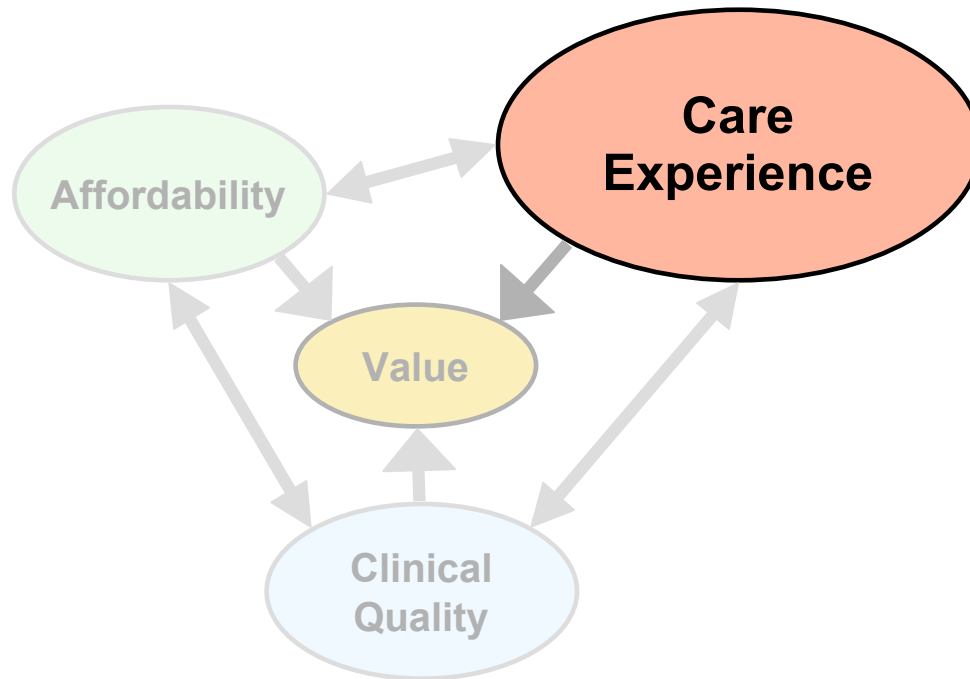 Care
Experience
Affordability
Value
Clinical
Quality